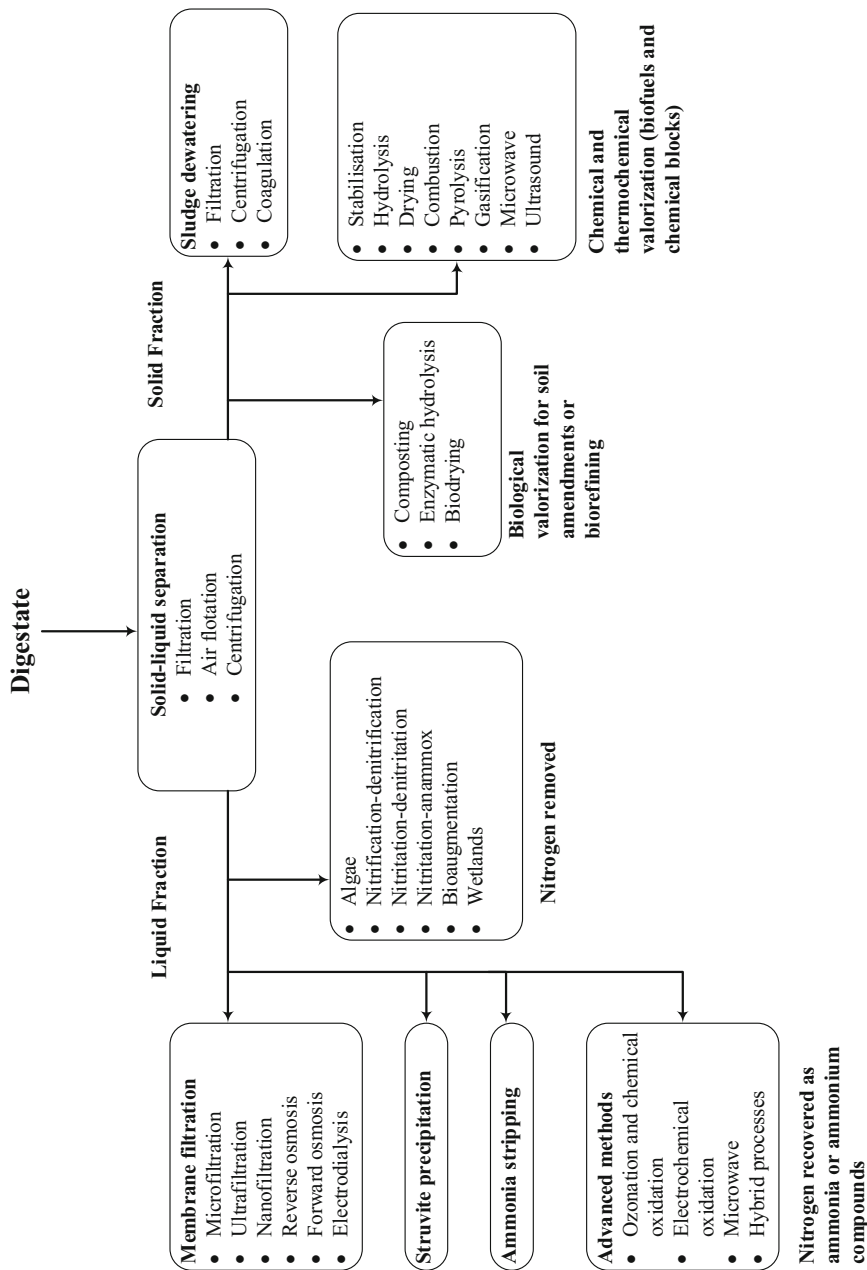 Digestate
Solid-liquid separation
• Filtration
• Air flotation
• Centrifugation
Liquid Fraction
Solid Fraction
Membrane filtration
• Microfiltration
• Ultrafiltration
• Nanofiltration
• Reverse osmosis
• Forward osmosis
• Electrodialysis
Struvite precipitation
Ammonia stripping
Advanced methods
• Ozonation and chemical
oxidation
• Electrochemical
oxidation
• Microwave
• Hybrid processes
Nitrogen recovered as
ammonia or ammonium
compounds
• Algae
• Nitrification-denitrification
• Nitritation-denitritation
• Nitritation-anammox
• Bioaugmentation
• Wetlands
Nitrogen removed
• Composting
• Enzymatic hydrolysis
• Biodrying
Biological
valorization for soil
amendments or
biorefining
Sludge dewatering
• Filtration
• Centrifugation
• Coagulation
• Stabilisation
• Hydrolysis
• Drying
• Combustion
• Pyrolysis
• Gasification
• Microwave
• Ultrasound
Chemical and
thermochemical
valorization (biofuels and
chemical blocks)